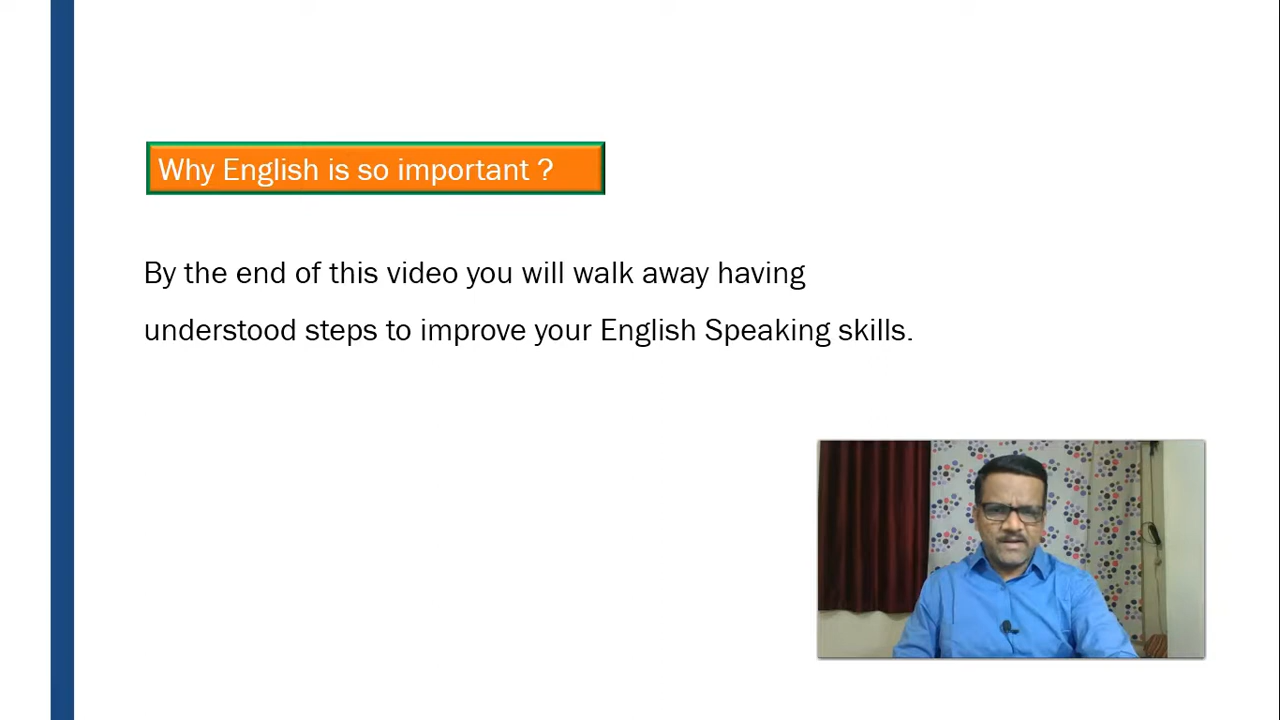 Why English is so important ?
By the end of this video you will walk away having
understood steps to improve your English Speaking skills.